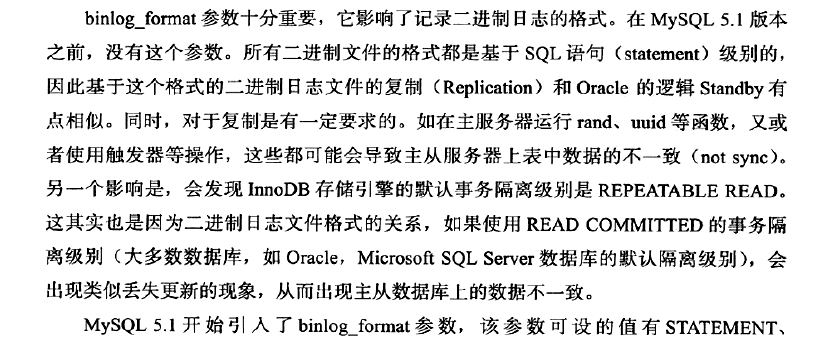 binlog_format 参数十分重要，它影响了记录二进制日志的格式。在 MySQL 5.1 版本
之前，没有这个参数。所有二进制文件的格式都是基于 SQL 语句（statement）级别的，
因此基于这个格式的二进制日志文件的复制（Replication）和 Oracle 的逻辑 Standby 有
点相似。同时，对于复制是有一定要求的。如在主服务器运行 rand、uuid 等函数，又或
者使用触发器等操作，这些都可能会导致主从服务器上表中数据的不一致（not sync）。
另一个影响是，会发现 InnoDB 存储引擎的默认事务隔离级别是 REPEATABLE READ。
这其实也是因为二进制日志文件格式的关系，如果使用 READ COMMITTED 的事务隔
离级别（大多数数据库，如 Oracle，Microsoft SQL Server 数据库的默认隔离级别），会
出现类似丢失更新的现象，从而出现主从数据库上的数据不一致。
MySQL 5.1 开始引入了 binlog_format 参数，该参数可设的值有 STATEMENT、